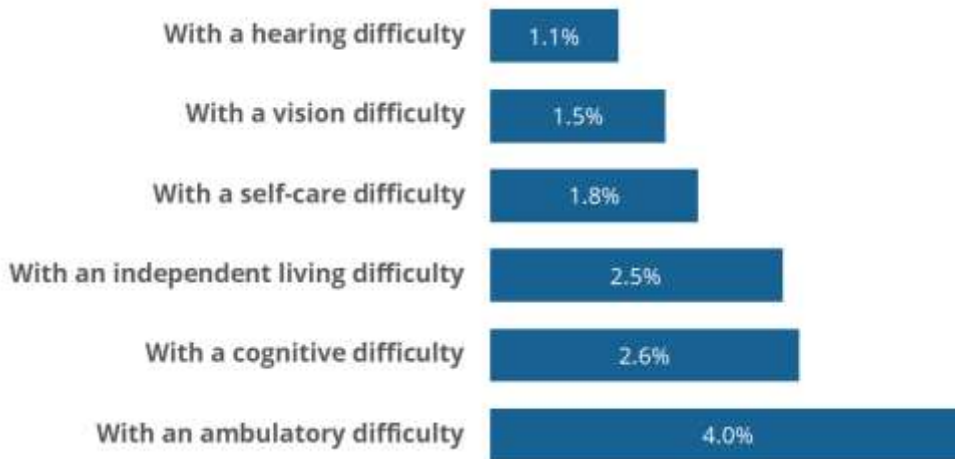 With a hearing difficulty 1.1%
With a vision difficulty 1.5%
With a self-care difficulty 1.8%
With an independent living difficulty 2.5%
With a cognitive difficulty 2.6%
With an ambulatory difficulty 4.0%